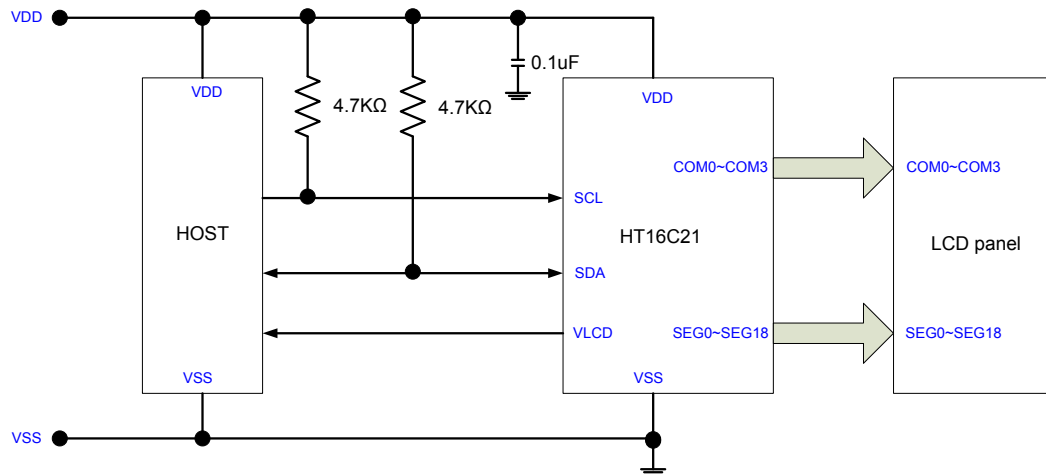 VDD
0.1uF
VDD
4.7KΩ
4.7KΩ
VDD
COM0~COM3
COM0~COM3
SCL
HOST
HT16C21
LCD panel
SDA
VLCD
SEG0~SEG18
SEG0~SEG18
VSS
VSS
VSS